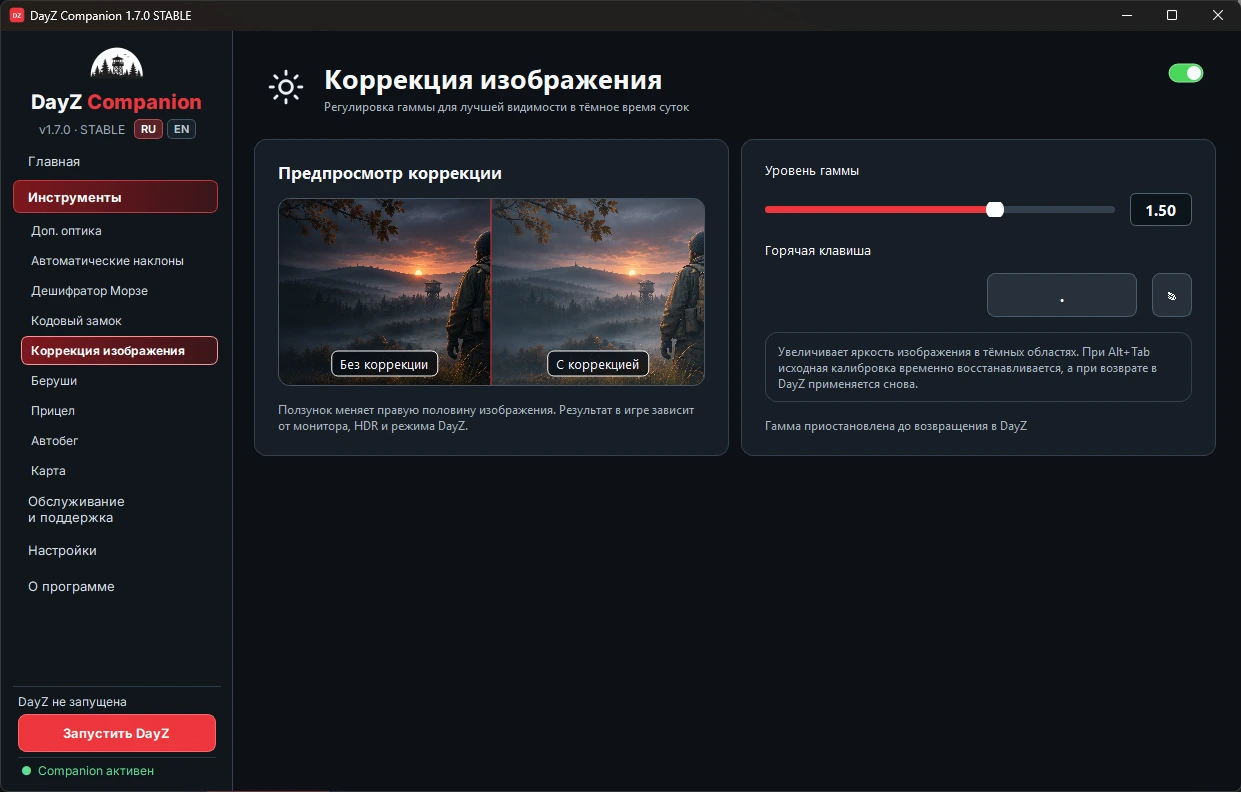 DZ DayZ Companion 1.7.0 STABLE
DayZ Companion
v1.7.0 · STABLE RU EN
Главная
Инструменты
Доп. оптика
Автоматические наклоны
Дешифратор Морзе
Кодовый замок
Коррекция изображения
Беруши
Прицел
Автобег
Карта
Обслуживание
и поддержка
Настройки
О программе
DayZ не запущена
Запустить DayZ
Companion активен
Коррекция изображения
Регулировка гаммы для лучшей видимости в тёмное время суток
Предпросмотр коррекции
Без коррекции
С коррекцией
Ползунок меняет правую половину изображения. Результат в игре зависит
от монитора, HDR и режима DayZ.
Уровень гаммы
1.50
Горячая клавиша
.
Увеличивает яркость изображения в тёмных областях. При Alt+Tab
исходная калибровка временно восстанавливается, а при возврате в
DayZ применяется снова.
Гамма приостановлена до возвращения в DayZ